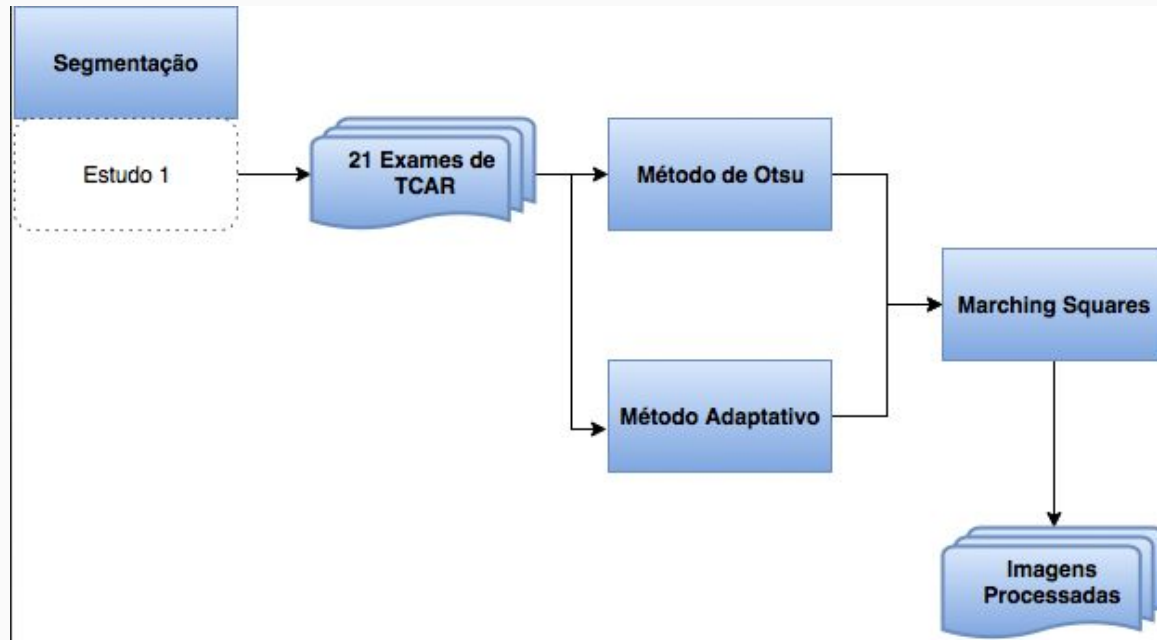 Segmentação
Estudo 1
21 Exames de
TCAR
Método de Otsu
Método Adaptativo
Marching Squares
Imagens
Processadas